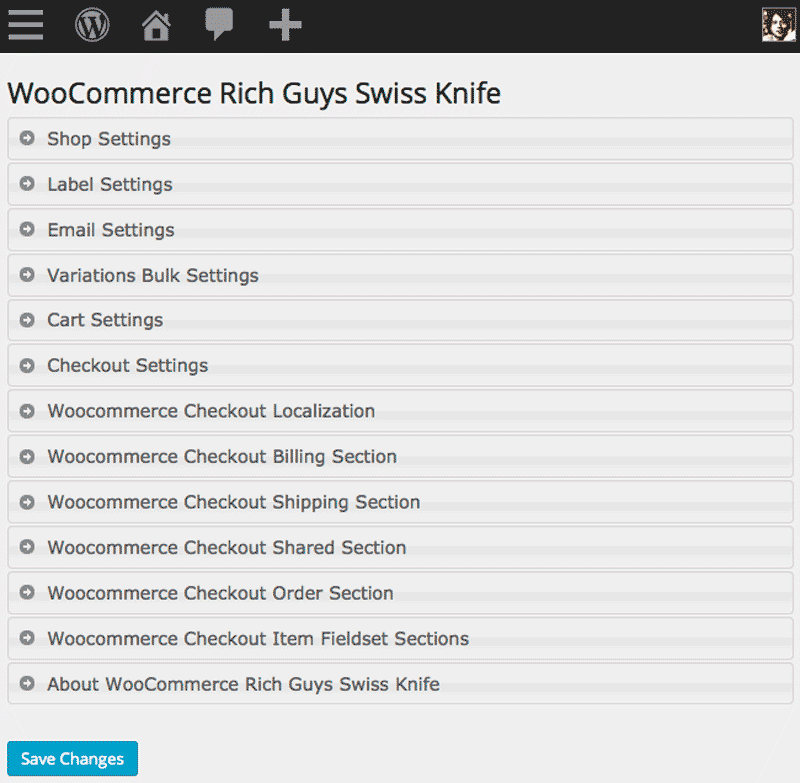 WooCommerce Rich Guys Swiss Knife
Shop Settings
Label Settings
Email Settings
Variations Bulk Settings
Cart Settings
Checkout Settings
Woocommerce Checkout Localization
Woocommerce Checkout Billing Section
Woocommerce Checkout Shipping Section
Woocommerce Checkout Shared Section
Woocommerce Checkout Order Section
Woocommerce Checkout Item Fieldset Sections
About WooCommerce Rich Guys Swiss Knife
Save Changes